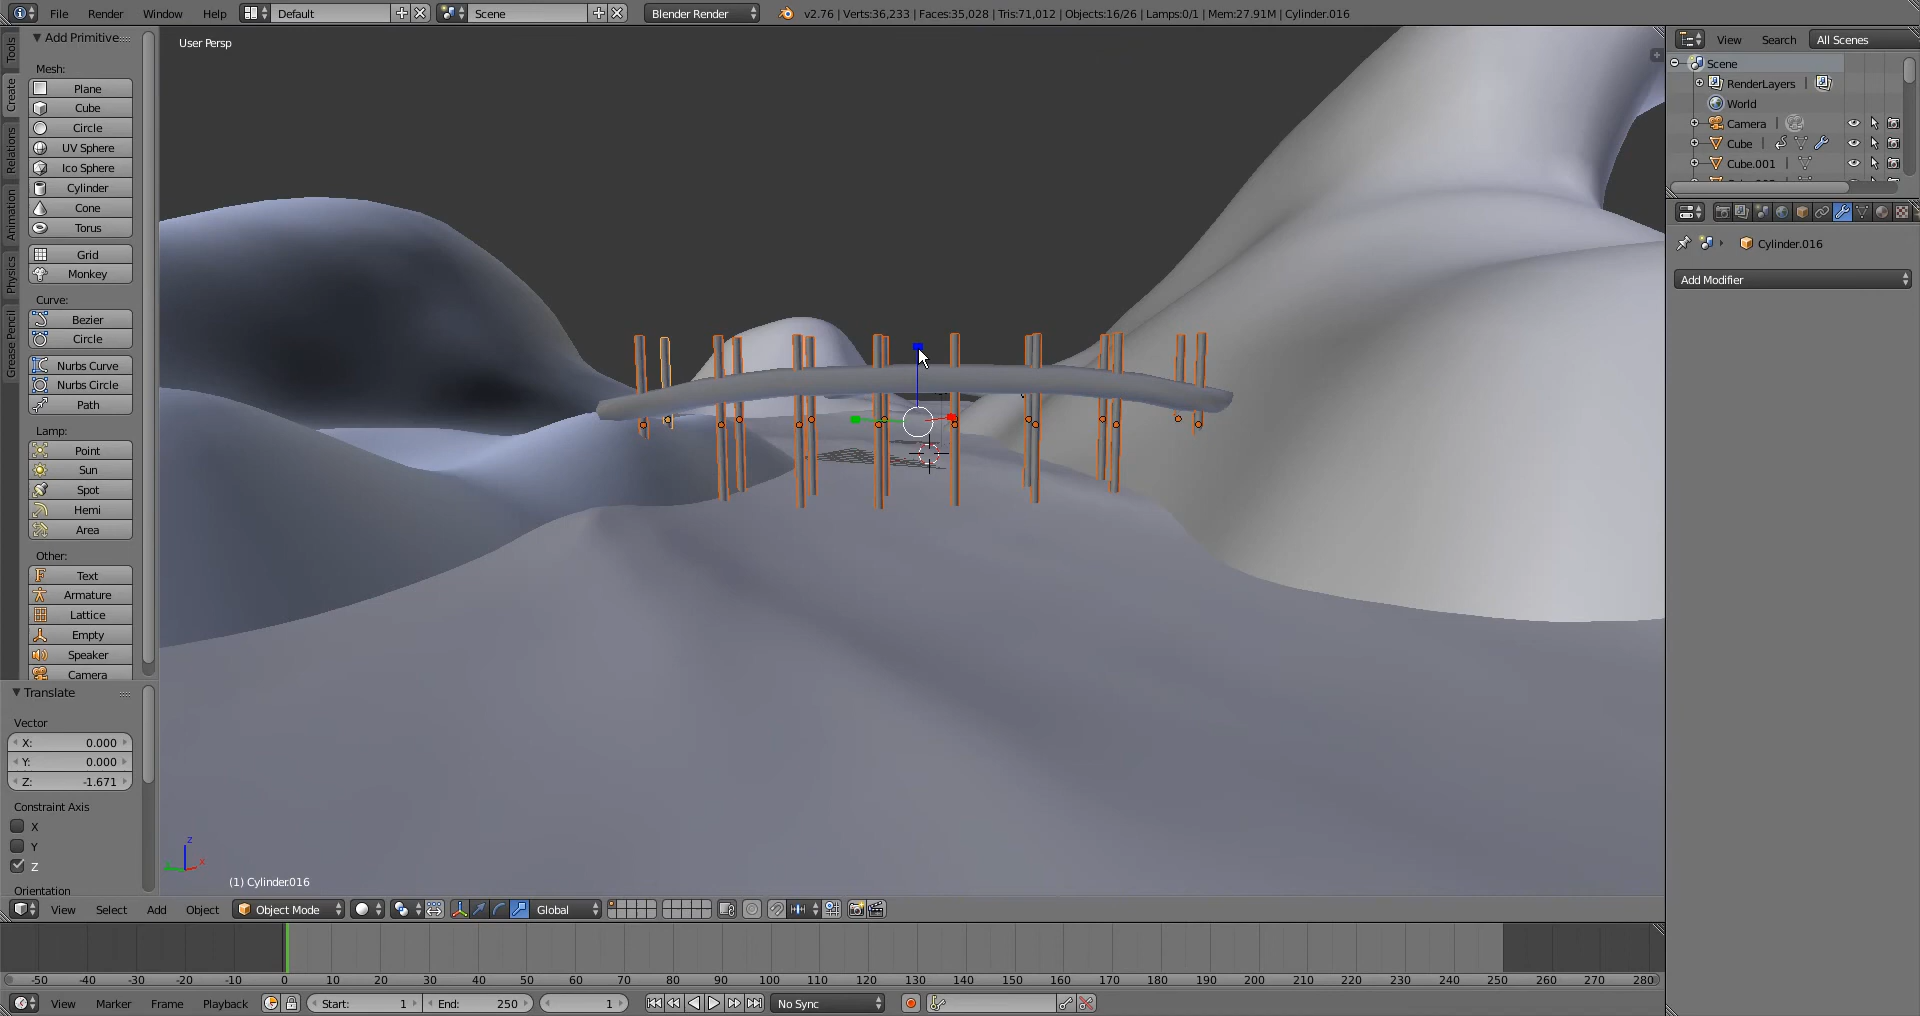 File Render Window Help Default Scene Blender Render v2.76 | Verts:36,233 | Faces:35,028 | Tris:71,012 | Objects:16/26 | Lamps:0/1 | Mem:27.91M | Cylinder.016
Tools
Create
Relations
Animation
Physics
Grease Pencil
Add Primitive
Mesh:
Plane
Cube
Circle
UV Sphere
Ico Sphere
Cylinder
Cone
Torus
Grid
Monkey
Curve:
Bezier
Circle
Nurbs Curve
Nurbs Circle
Path
Lamp:
Point
Sun
Spot
Hemi
Area
Other:
Text
Armature
Lattice
Empty
Speaker
Camera
Translate
Vector
X: 0.000
Y: 0.000
Z: -1.671
Constraint Axis
X
Y
Z
Orientation
User Persp
z
x
(1) Cylinder.016
View Search All Scenes
Scene
RenderLayers
World
Camera
Cube
Cube.001
Cylinder.016
Add Modifier
View Select Add Object Object Mode Global
-50 -40 -30 -20 -10 0 10 20 30 40 50 60 70 80 90 100 110 120 130 140 150 160 170 180 190 200 210 220 230 240 250 260 270 280
View Marker Frame Playback Start: 1 End: 250 1 No Sync